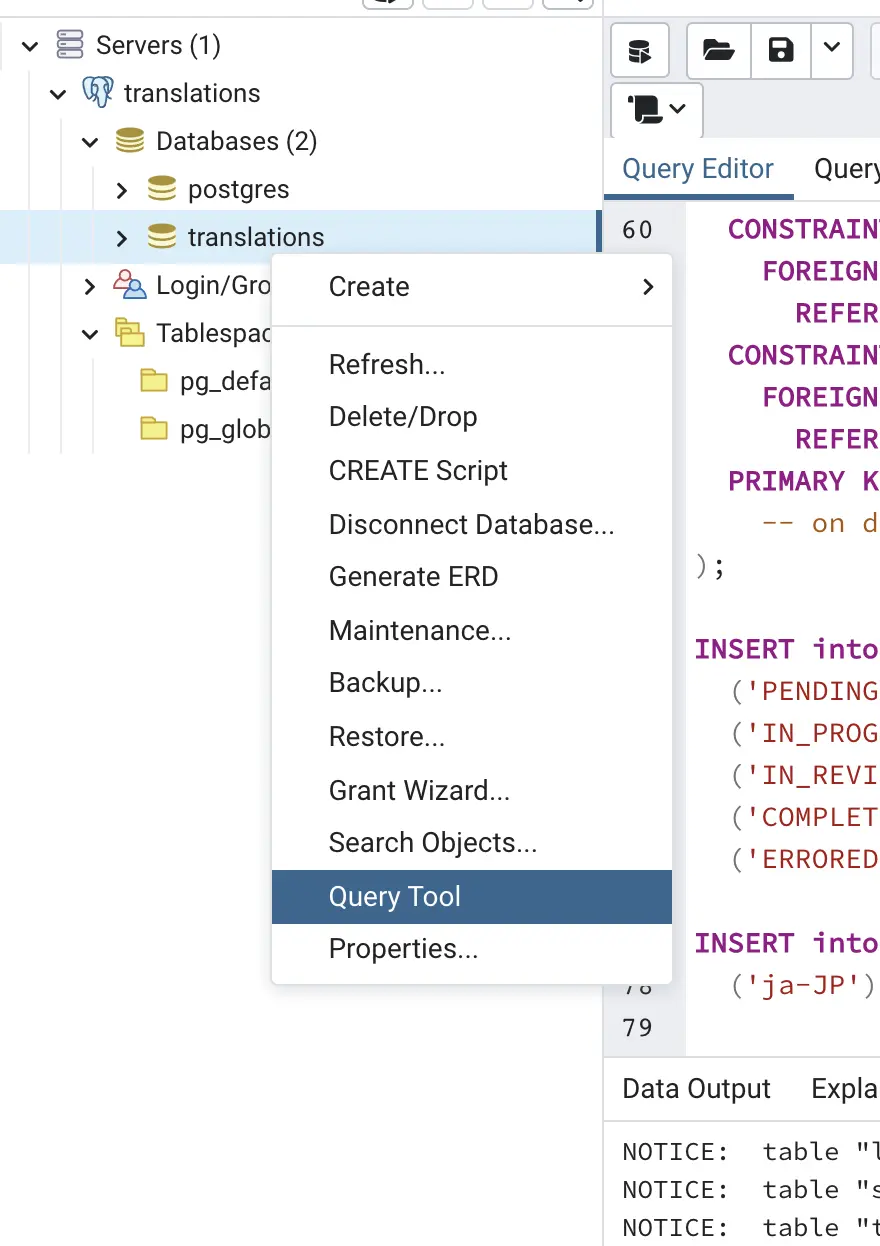 Servers (1)
translations
Databases (2)
postgres
translations
Login/Gro
Tablespac
pg_defa
pg_glob
Create
Refresh...
Delete/Drop
CREATE Script
Disconnect Database...
Generate ERD
Maintenance...
Backup...
Restore...
Grant Wizard...
Search Objects...
Query Tool
Properties...
Query Editor Query
60 CONSTRAINT
FOREIGN
REFER
CONSTRAINT
FOREIGN
REFER
PRIMARY K
-- on d
);
INSERT into
('PENDING
('IN_PROG
('IN_REVI
('COMPLET
('ERRORED
INSERT into
78 ('ja-JP')
79
Data Output Expla
NOTICE: table "l
NOTICE: table "s
NOTICE: table "t